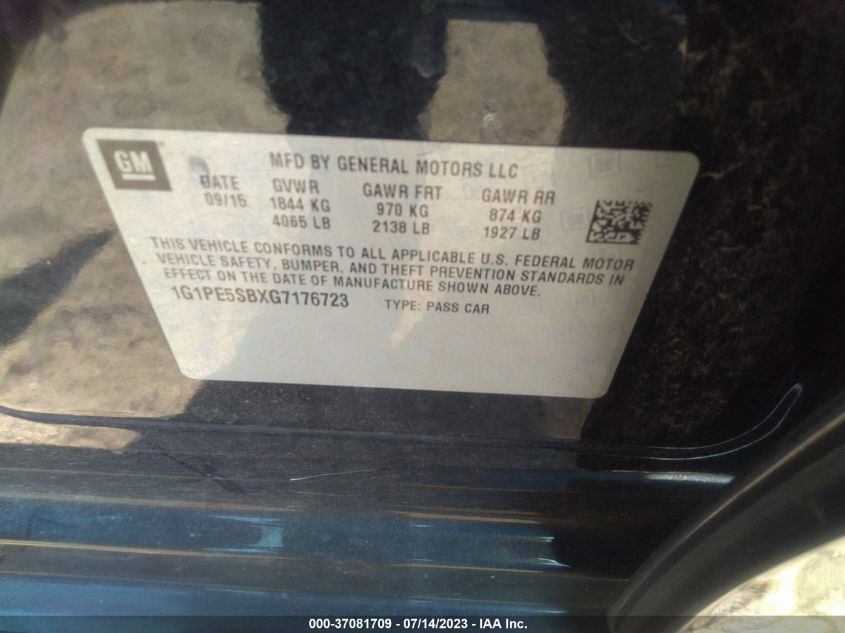 GM
MFD BY GENERAL MOTORS LLC
DATE GVWR GAWR FRT GAWR RR
09/15 1844 KG 970 KG 874 KG
4065 LB 2138 LB 1927 LB
THIS VEHICLE CONFORMS TO ALL APPLICABLE U.S. FEDERAL MOTOR
VEHICLE SAFETY, BUMPER, AND THEFT PREVENTION STANDARDS IN
EFFECT ON THE DATE OF MANUFACTURE SHOWN ABOVE.
1G1PE5SBXG7176723 TYPE: PASS CAR
000-37081709 - 07/14/2023 - IAA Inc.